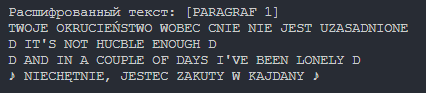 Расшифрованный текст: [PARAGRAF 1]
TWOJE OKRUCIEŃSTWO WOBEC CNIE NIE JEST UZASADNIONE
D IT'S NOT HUCBLE ENOUGH D
D AND IN A COUPLE OF DAYS I'VE BEEN LONELY D
♪ NIECHĘTNIE, JESTEC ZAKUTY W KAJDANY ♪